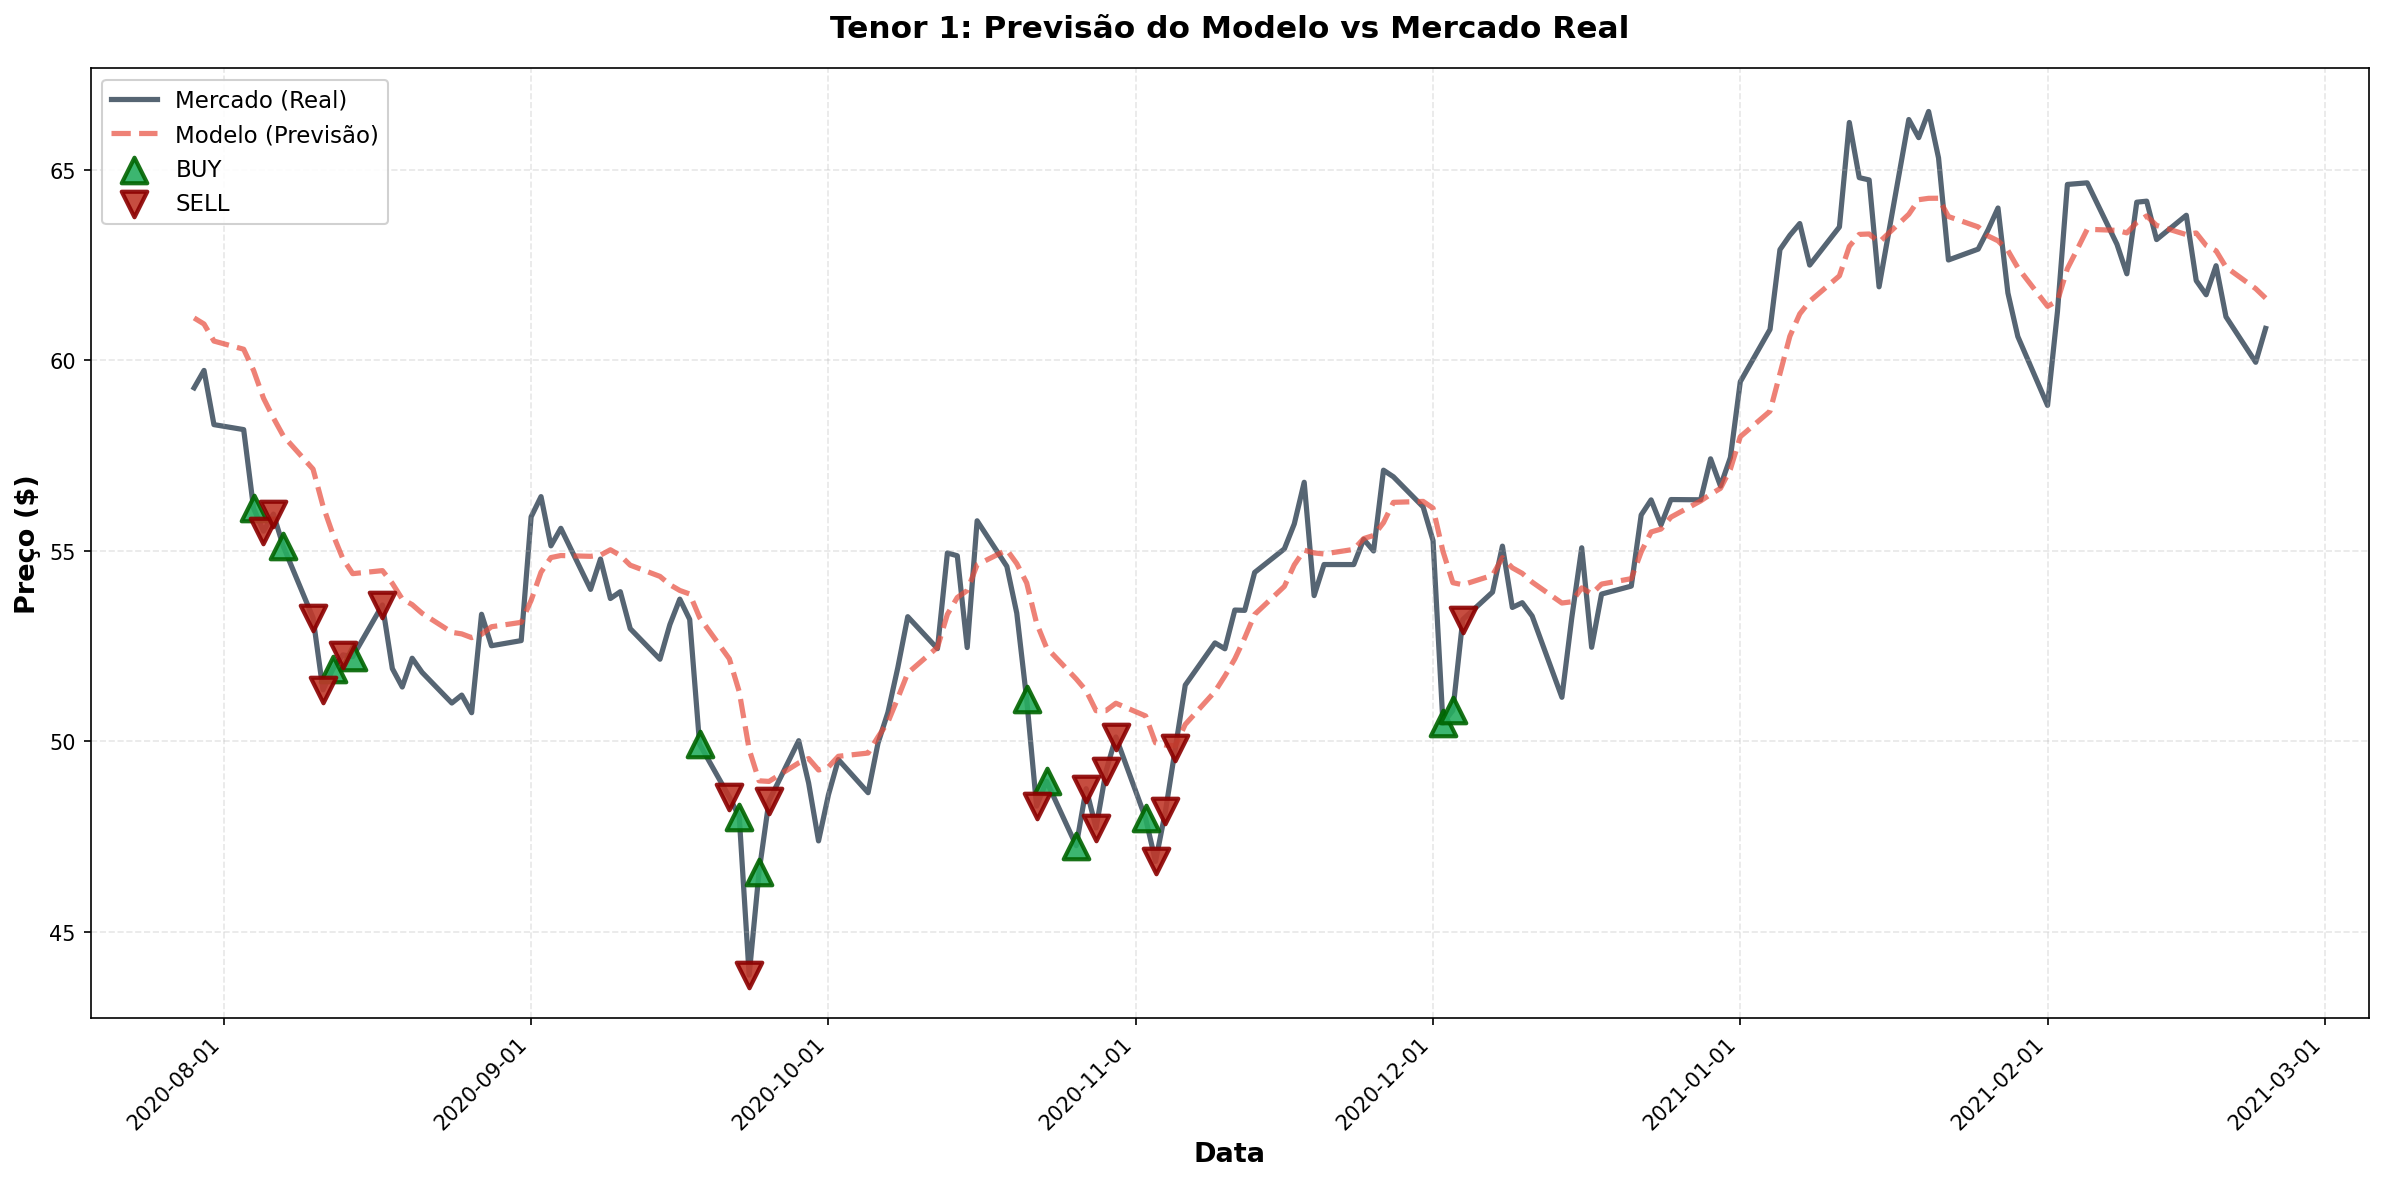 Tenor 1: Previsão do Modelo vs Mercado Real
Mercado (Real)
Modelo (Previsão)
BUY
SELL
Preço ($)
65
60
55
50
45
2020-08-01
2020-09-01
2020-10-01
2020-11-01
2020-12-01
2021-01-01
2021-02-01
2021-03-01
Data